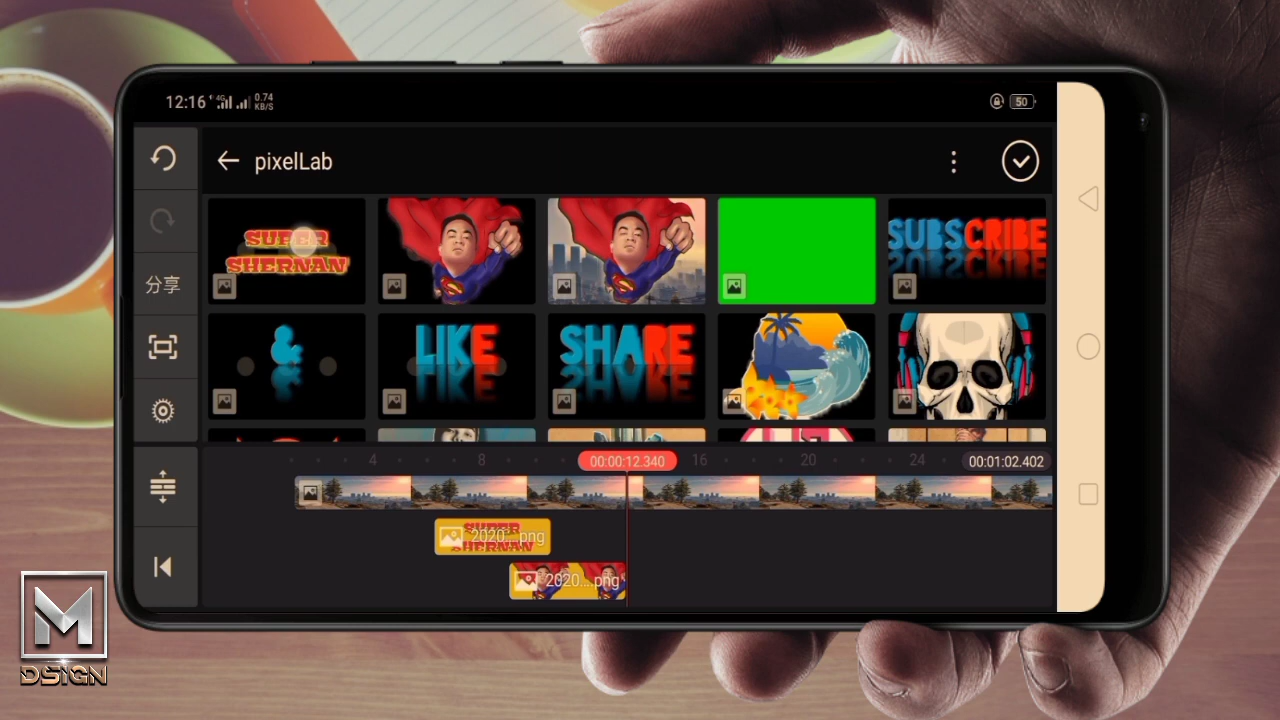 12:16 4G 0.74
KB/S
50
pixelLab
分享
SUPER
SHERNAN
SUBSCRIBE
&
LIKE
SHARE
4 8 00:00:12.340 16 20 24 00:01:02.402
SUPER
SHERNAN
2020....png
2020....png
M
DSIGN